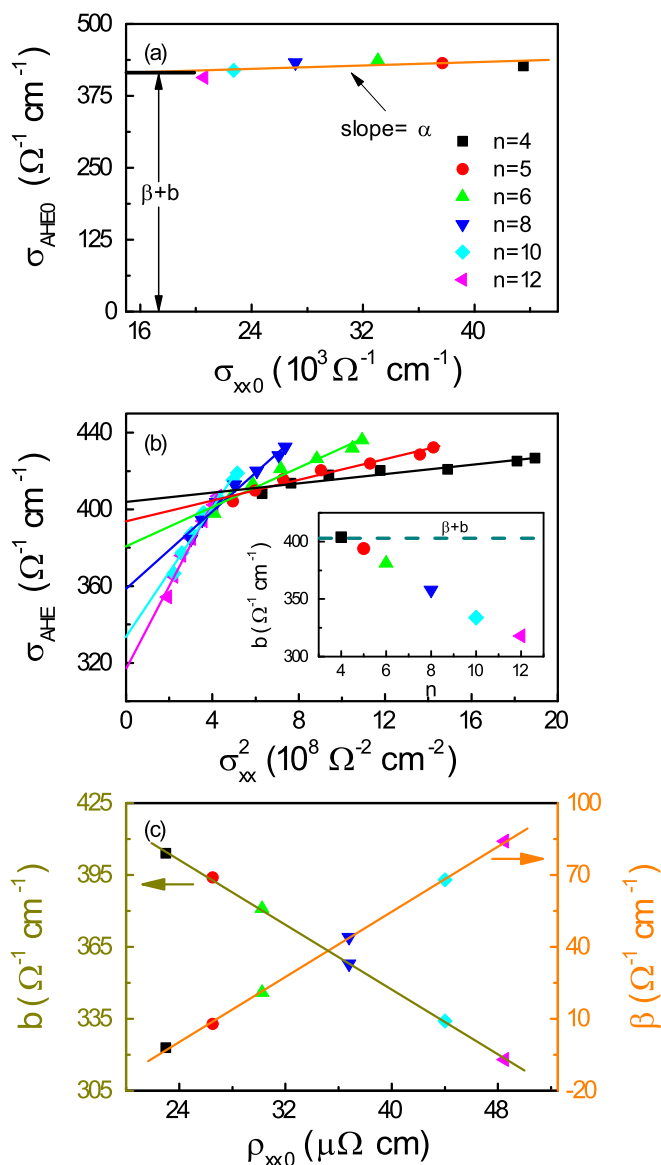 (a)
500
375
250
125
0
σAHE0 (Ω-1 cm-1)
β+b
slope= α
n=4
n=5
n=6
n=8
n=10
n=12
16 24 32 40
σxx0 (10³ Ω-1 cm-1)
(b)
440
400
360
320
σAHE (Ω-1 cm-1)
β+b
400
350
300
b (Ω-1 cm-1)
4 6 8 10 12
n
0 4 8 12 16 20
σ²xx (10⁸ Ω-2 cm-2)
(c)
425
395
365
335
305
b (Ω-1 cm-1)
100
70
40
10
-20
β (Ω-1 cm-1)
24 32 40 48
ρxx0 (μΩ cm)